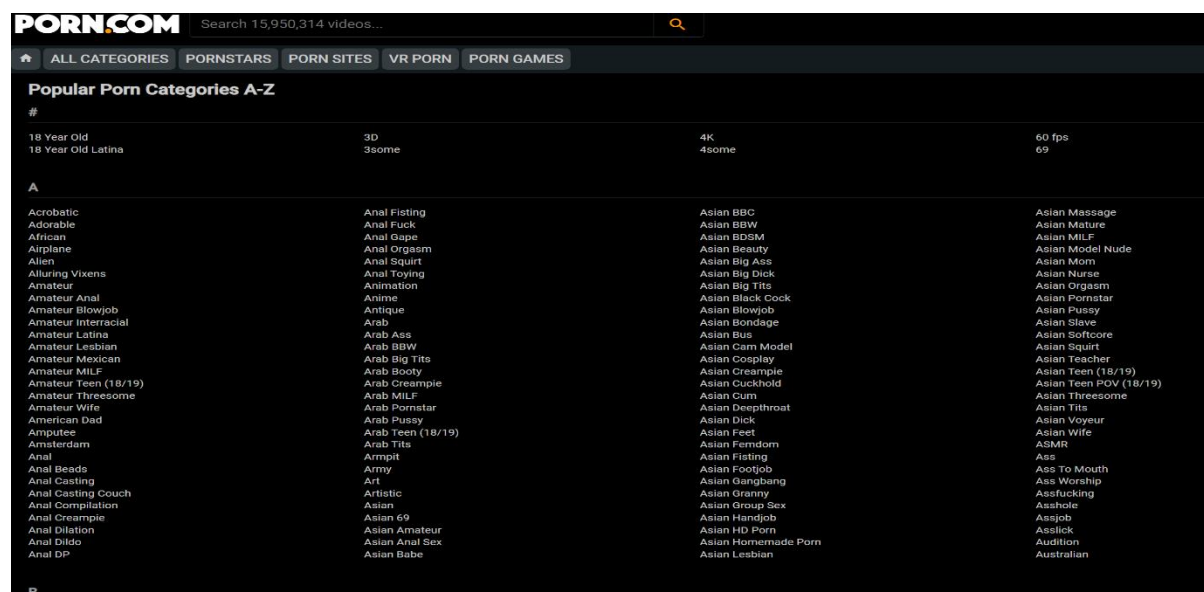 PORN.COM
Search 15,950,314 videos...
ALL CATEGORIES PORNSTARS PORN SITES VR PORN PORN GAMES
Popular Porn Categories A-Z
#
18 Year Old 3D 4K 60 fps
18 Year Old Latina 3some 4some 69
A
Acrobatic Anal Fisting Asian BBC Asian Massage
Adorable Anal Fuck Asian BBW Asian Mature
African Anal Gape Asian BDSM Asian MILF
Airplane Anal Orgasm Asian Beauty Asian Model Nude
Alien Anal Squirt Asian Big Ass Asian Mom
Alluring Vixens Anal Toying Asian Big Dick Asian Nurse
Amateur Animation Asian Big Tits Asian Orgasm
Amateur Anal Anime Asian Black Cock Asian Pornstar
Amateur Blowjob Antique Asian Blowjob Asian Pussy
Amateur Interracial Arab Asian Bondage Asian Slave
Amateur Latina Arab Ass Asian Bus Asian Softcore
Amateur Lesbian Arab BBW Asian Cam Model Asian Squirt
Amateur Mexican Arab Big Tits Asian Cosplay Asian Teacher
Amateur MILF Arab Booty Asian Creampie Asian Teen (18/19)
Amateur Teen (18/19) Arab Creampie Asian Cuckhold Asian Teen POV (18/19)
Amateur Threesome Arab MILF Asian Cum Asian Threesome
Amateur Wife Arab Pornstar Asian Deepthroat Asian Tits
American Dad Arab Pussy Asian Dick Asian Voyeur
Amputee Arab Teen (18/19) Asian Feet Asian Wife
Amsterdam Arab Tits Asian Femdom ASMR
Anal Armpit Asian Fisting Ass
Anal Beads Army Asian Footjob Ass To Mouth
Anal Casting Art Asian Gangbang Ass Worship
Anal Casting Couch Artistic Asian Granny Assfucking
Anal Compilation Asian Asian Group Sex Asshole
Anal Creampie Asian 69 Asian Handjob Assjob
Anal Dilation Asian Amateur Asian HD Porn Asslick
Anal Dildo Asian Anal Sex Asian Homemade Porn Audition
Anal DP Asian Babe Asian Lesbian Australian